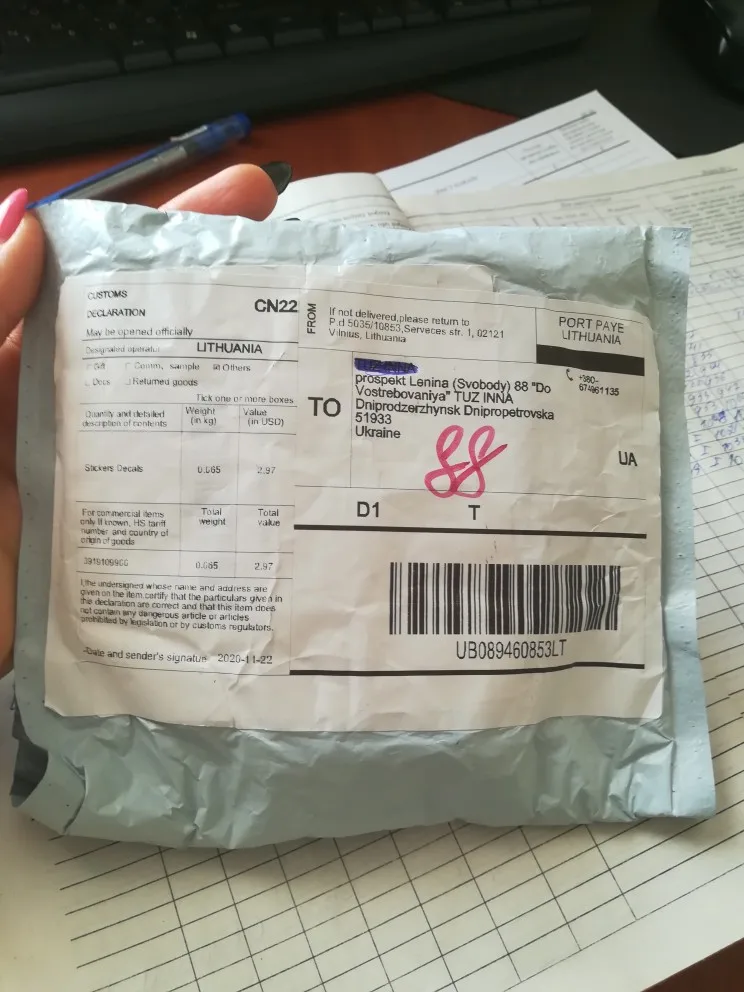 CUSTOMS
DECLARATION
CN22
May be opened officially
Designated operator LITHUANIA
Gift Comm. sample Others
Docs Returned goods
Tick one or more boxes
Quantity and detailed description of contents
Weight (in kg)
Value (in USD)
Stickers Decals 0.065 2.97
For commercial items
only If known, HS tariff
number and country of
origin of goods
Total weight
Total value
0.065 2.97
I,the undersigned whose name and address are
given on the item,certify that the particulars given in
this declaration are correct and that this item does
not contain any dangerous article or articles
prohibited by legislation or by customs regulators.
-Date and sender's signatue 2020-11-22
FROM
If not delivered,please return to
P.d 5035/10853,Serveces str. 1, 02121
Vilnius, Lithuania
PORT PAYE
LITHUANIA
TO
prospekt Lenina (Svobody) 88 "Do
Vostrebovaniya" TUZ INNA
Dniprodzerzhynsk Dnipropetrovska
51933
Ukraine
+380-
674961135
88
UA
D1 T
UB089460853LT